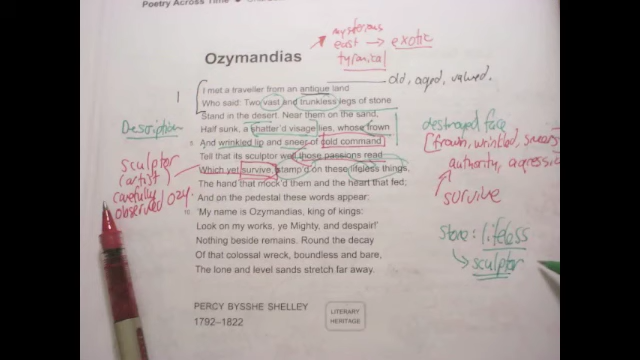 Poetry Across Time
mysterious
east → exotic
tyranical
Ozymandias
old, aged, valued.
I met a traveller from an antique land
Who said: Two vast and trunkless legs of stone
Stand in the desert. Near them on the sand,
Half sunk, a shatter'd visage lies, whose frown
5 And wrinkled lip and sneer of cold command
Tell that its sculptor well those passions read
Which yet survive, stamp'd on these lifeless things,
The hand that mock'd them and the heart that fed;
And on the pedestal these words appear:
10 'My name is Ozymandias, king of kings:
Look on my works, ye Mighty, and despair!'
Nothing beside remains. Round the decay
Of that colossal wreck, boundless and bare,
The lone and level sands stretch far away.
Description
sculptor
(artist)
carefully
observed OZY.
destroyed face
[frown, wrinkled, sneers]
authority, agression
survive
stone: lifeless
↳ sculptor
PERCY BYSSHE SHELLEY
1792–1822
LITERARY
HERITAGE